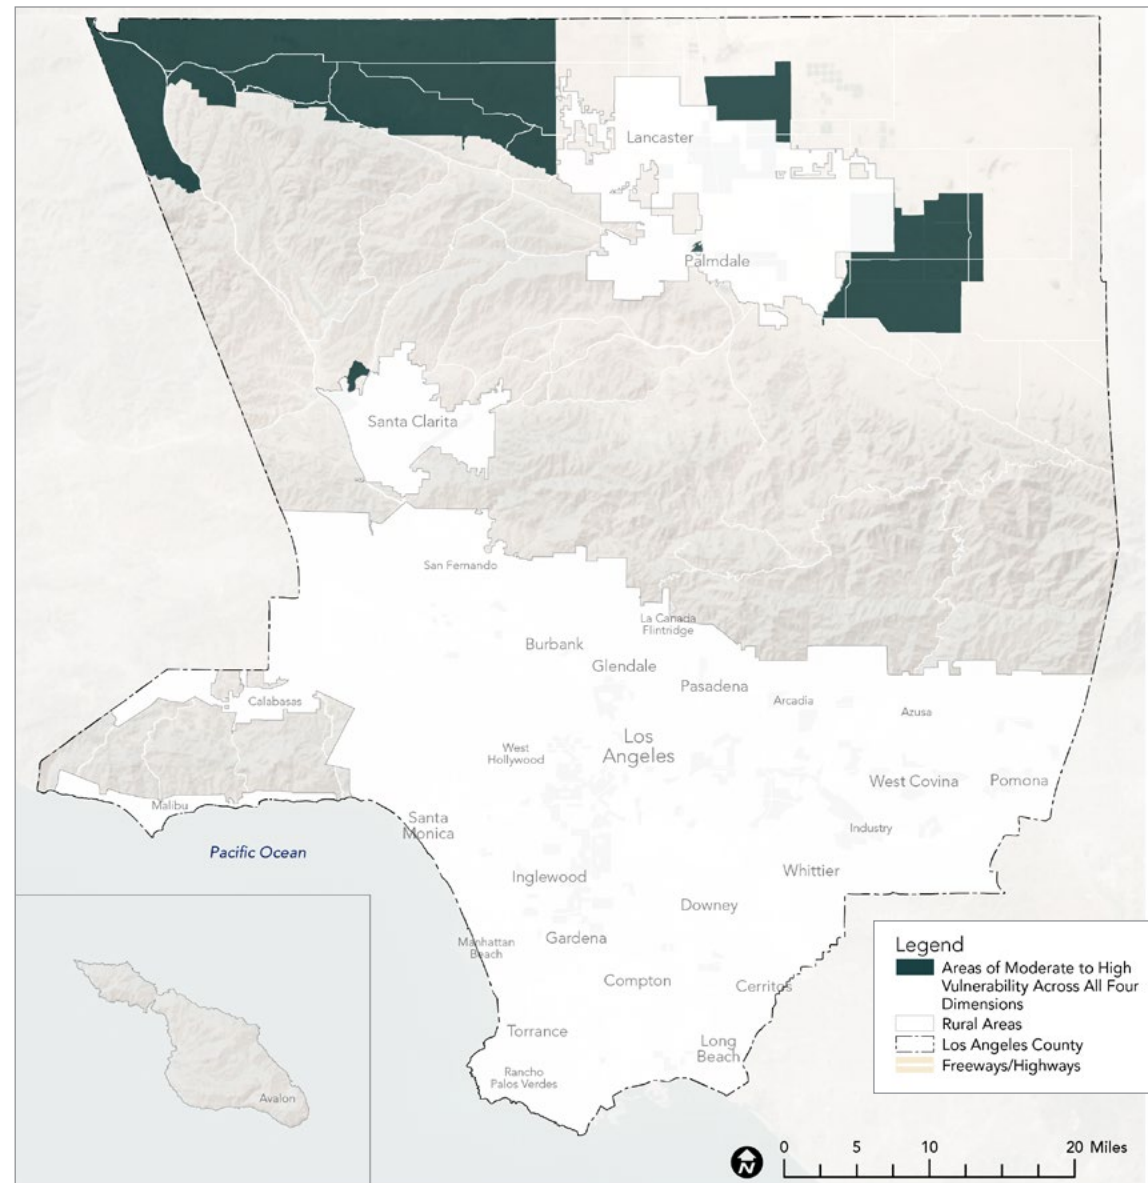 Lancaster
Palmdale
Santa Clarita
San Fernando
La Canada
Flintridge
Burbank
Glendale
Pasadena
Arcadia
Calabasas
Azusa
Los
Angeles
West
Hollywood
West Covina
Pomona
Malibu
Santa
Monica
Industry
Pacific Ocean
Whittier
Inglewood
Downey
Manhattan
Beach
Gardena
Compton
Cerritos
Torrance
Long
Beach
Rancho
Palos Verdes
Avalon
Legend
Areas of Moderate to High
Vulnerability Across All Four
Dimensions
Rural Areas
Los Angeles County
Freeways/Highways
N
0 5 10 20 Miles